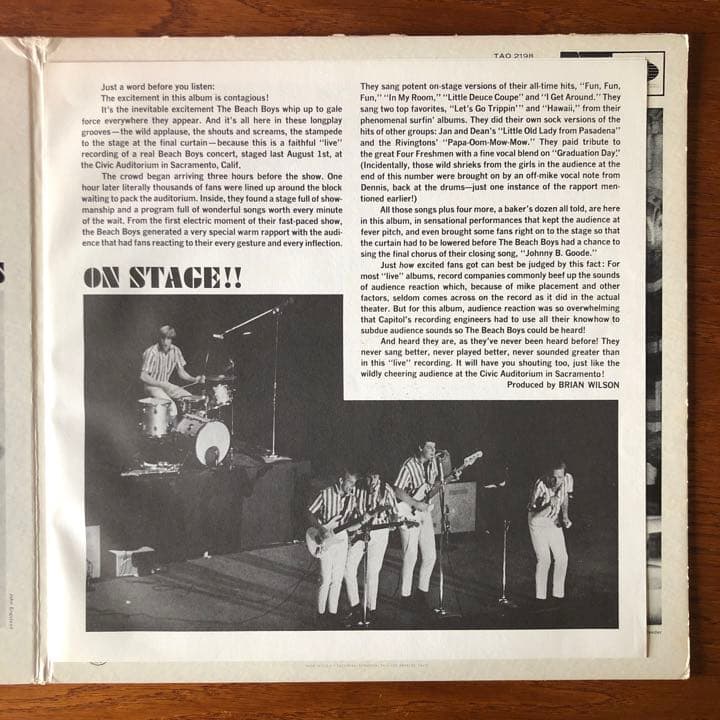 TAO 2198
Just a word before you listen:
The excitement in this album is contagious!
It's the inevitable excitement The Beach Boys whip up to gale
force everywhere they appear. And it's all here in these longplay
grooves—the wild applause, the shouts and screams, the stampede
to the stage at the final curtain—because this is a faithful "live"
recording of a real Beach Boys concert, staged last August 1st, at
the Civic Auditorium in Sacramento, Calif.
The crowd began arriving three hours before the show. One
hour later literally thousands of fans were lined up around the block
waiting to pack the auditorium. Inside, they found a stage full of show-
manship and a program full of wonderful songs worth every minute
of the wait. From the first electric moment of their fast-paced show,
the Beach Boys generated a very special warm rapport with the audi-
ence that had fans reacting to their every gesture and every inflection.
ON STAGE!!
They sang potent on-stage versions of their all-time hits, "Fun, Fun,
Fun," "In My Room," "Little Deuce Coupe" and "I Get Around." They
sang two top favorites, "Let's Go Trippin'" and "Hawaii," from their
phenomenal surfin' albums. They did their own sock versions of the
hits of other groups: Jan and Dean's "Little Old Lady from Pasadena"
and the Rivingtons' "Papa-Oom-Mow-Mow." They paid tribute to
the great Four Freshmen with a fine vocal blend on "Graduation Day."
(Incidentally, those wild shrieks from the girls in the audience at the
end of this number were brought on by an off-mike vocal note from
Dennis, back at the drums—just one instance of the rapport men-
tioned earlier!)
All those songs plus four more, a baker's dozen all told, are here
in this album, in sensational performances that kept the audience at
fever pitch, and even brought some fans right on to the stage so that
the curtain had to be lowered before The Beach Boys had a chance to
sing the final chorus of their closing song, "Johnny B. Goode."
Just how excited fans got can best be judged by this fact: For
most "live" albums, record companies commonly beef up the sounds
of audience reaction which, because of mike placement and other
factors, seldom comes across on the record as it did in the actual
theater. But for this album, audience reaction was so overwhelming
that Capitol's recording engineers had to use all their knowhow to
subdue audience sounds so The Beach Boys could be heard!
And heard they are, as they've never been heard before! They
never sang better, never played better, never sounded greater than
in this "live" recording. It will have you shouting too, just like the
wildly cheering audience at the Civic Auditorium in Sacramento!
Produced by BRIAN WILSON